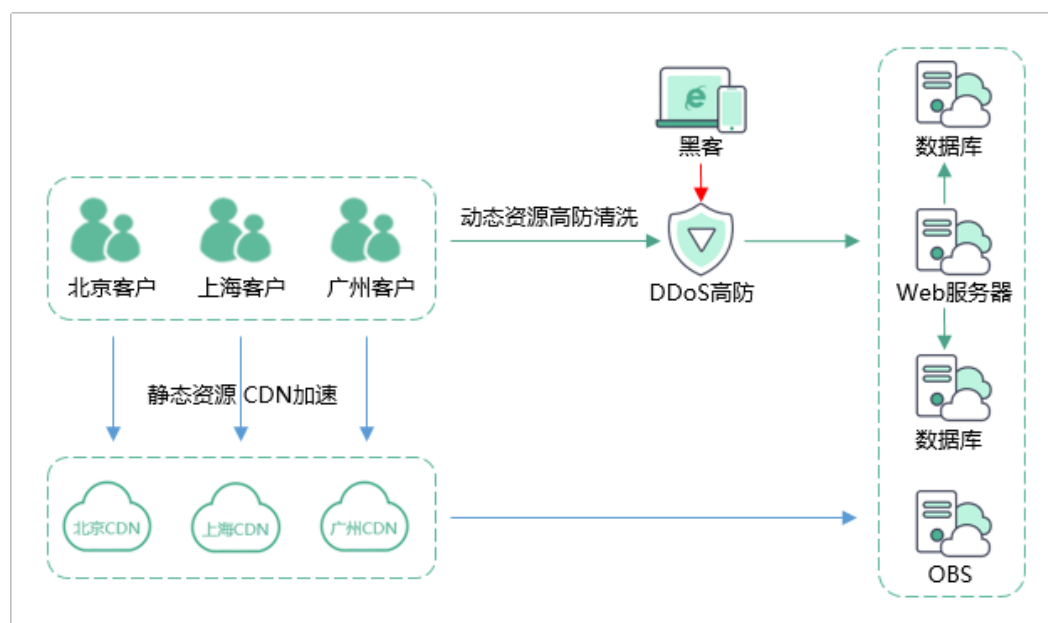 黑客
数据库
动态资源高防清洗
北京客户
上海客户
广州客户
DDoS高防
Web服务器
静态资源 CDN加速
数据库
北京CDN
上海CDN
广州CDN
OBS